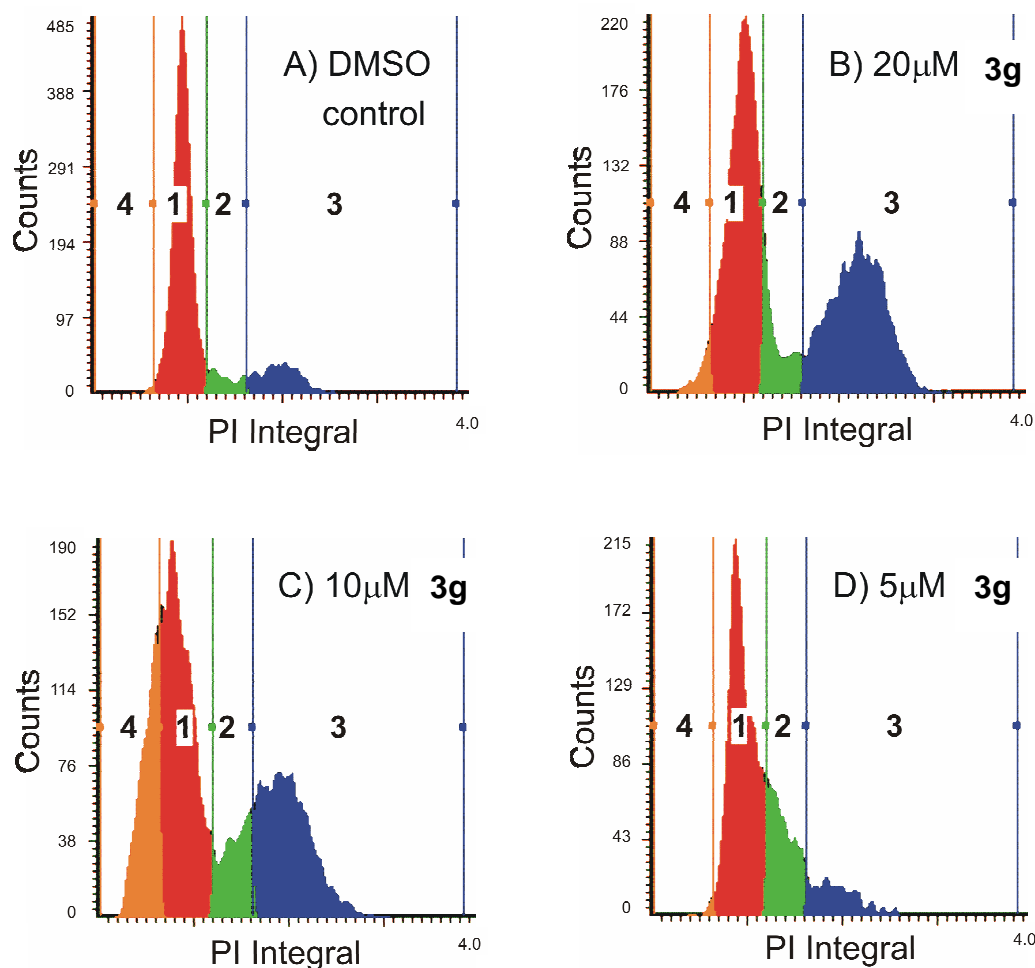 485
388
291
194
97
0
Counts
A) DMSO
control
4 1 2 3
PI Integral
4.0
220
176
132
88
44
0
Counts
B) 20μM 3g
4 1 2 3
PI Integral
4.0
190
152
114
76
38
0
Counts
C) 10μM 3g
4 1 2 3
PI Integral
4.0
215
172
129
86
43
0
Counts
D) 5μM 3g
4 1 2 3
PI Integral
4.0